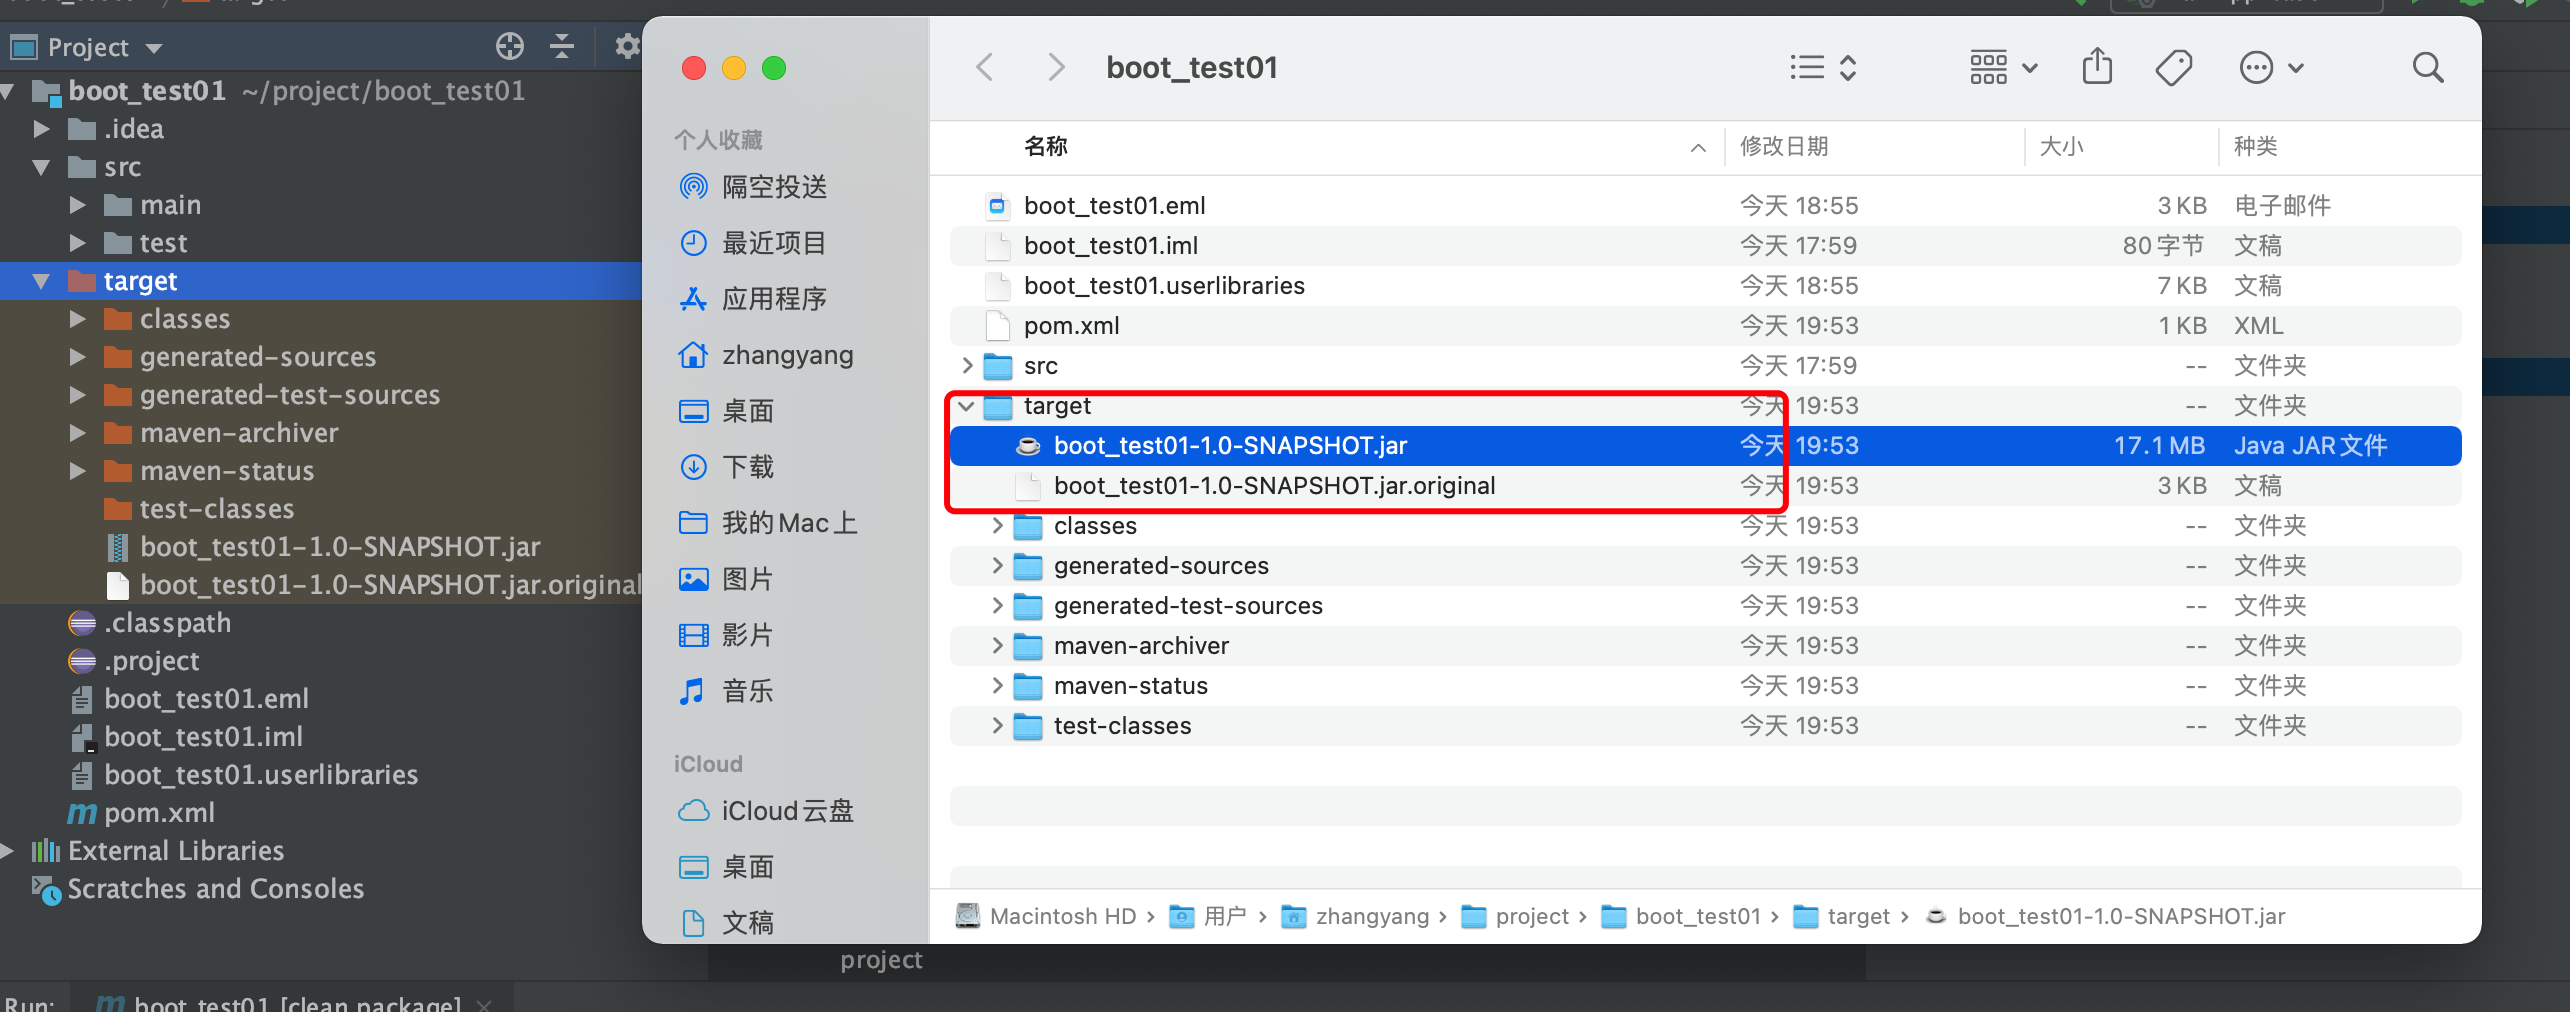 Project
boot_test01 ~/project/boot_test01
.idea
src
main
test
target
classes
generated-sources
generated-test-sources
maven-archiver
maven-status
test-classes
boot_test01-1.0-SNAPSHOT.jar
boot_test01-1.0-SNAPSHOT.jar.original
.classpath
.project
boot_test01.eml
boot_test01.iml
boot_test01.userlibraries
pom.xml
External Libraries
Scratches and Consoles
Run: boot_test01 [clean,package]
project
个人收藏
隔空投送
最近项目
应用程序
zhangyang
桌面
下载
我的Mac上
图片
影片
音乐
iCloud
iCloud云盘
桌面
文稿
boot_test01
名称 修改日期 大小 种类
boot_test01.eml 今天 18:55 3 KB 电子邮件
boot_test01.iml 今天 17:59 80 字节 文稿
boot_test01.userlibraries 今天 18:55 7 KB 文稿
pom.xml 今天 19:53 1 KB XML
src 今天 17:59 -- 文件夹
target 今天 19:53 -- 文件夹
boot_test01-1.0-SNAPSHOT.jar 今天 19:53 17.1 MB Java JAR 文件
boot_test01-1.0-SNAPSHOT.jar.original 今天 19:53 3 KB 文稿
classes 今天 19:53 -- 文件夹
generated-sources 今天 19:53 -- 文件夹
generated-test-sources 今天 19:53 -- 文件夹
maven-archiver 今天 19:53 -- 文件夹
maven-status 今天 19:53 -- 文件夹
test-classes 今天 19:53 -- 文件夹
Macintosh HD › 用户 › zhangyang › project › boot_test01 › target › boot_test01-1.0-SNAPSHOT.jar